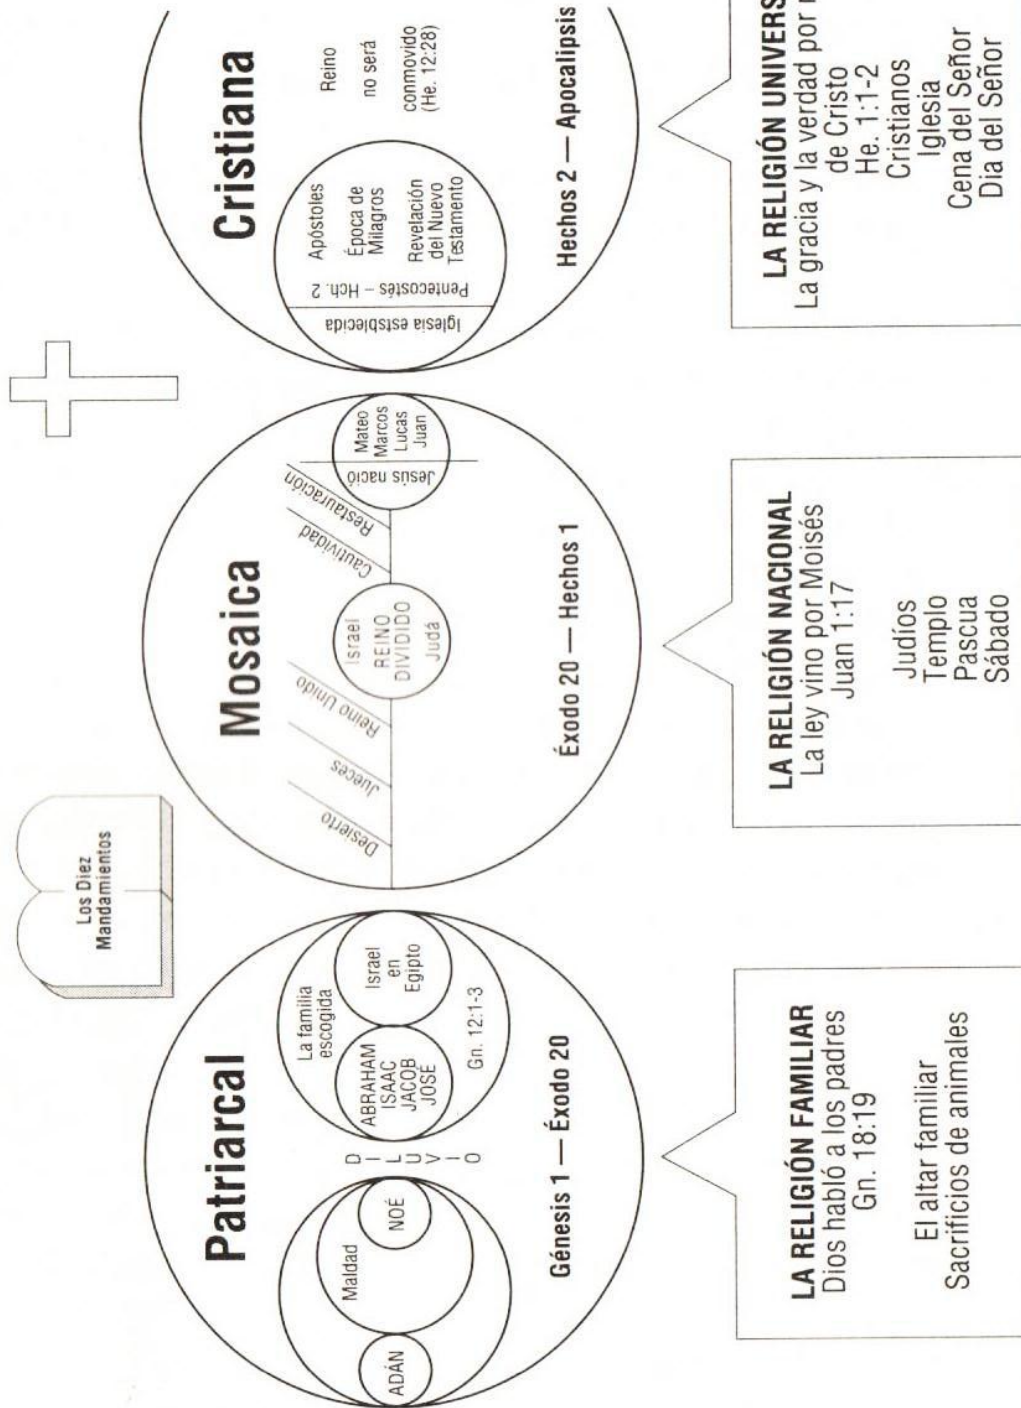 Los Diez
Mandamientos
Patriarcal
ADÁN
Maldad
NOÉ
D
I
L
U
V
I
O
La familia
escogida
ABRAHAM
ISAAC
JACOB
JOSÉ
Israel
en
Egipto
Gn. 12:1-3
Génesis 1 — Éxodo 20
LA RELIGIÓN FAMILIAR
Dios habló a los padres
Gn. 18:19
El altar familiar
Sacrificios de animales
Mosaica
Desierto
Jueces
Reino Unido
Israel
REINO
DIVIDIDO
Judá
Cautividad
Restauración
Jesús nació
Mateo
Marcos
Lucas
Juan
Éxodo 20 — Hechos 1
LA RELIGIÓN NACIONAL
La ley vino por Moisés
Juan 1:17
Judíos
Templo
Pascua
Sábado
Cristiana
Iglesia estsblecida
Pentecostés – Hch. 2
Apóstoles
Época de
Milagros
Revelación
del Nuevo
Testamento
Reino
no será
conmovido
(He. 12:28)
Hechos 2 — Apocalipsis
LA RELIGIÓN UNIVERS
La gracia y la verdad por
de Cristo
He. 1:1-2
Cristianos
Iglesia
Cena del Señor
Dia del Señor